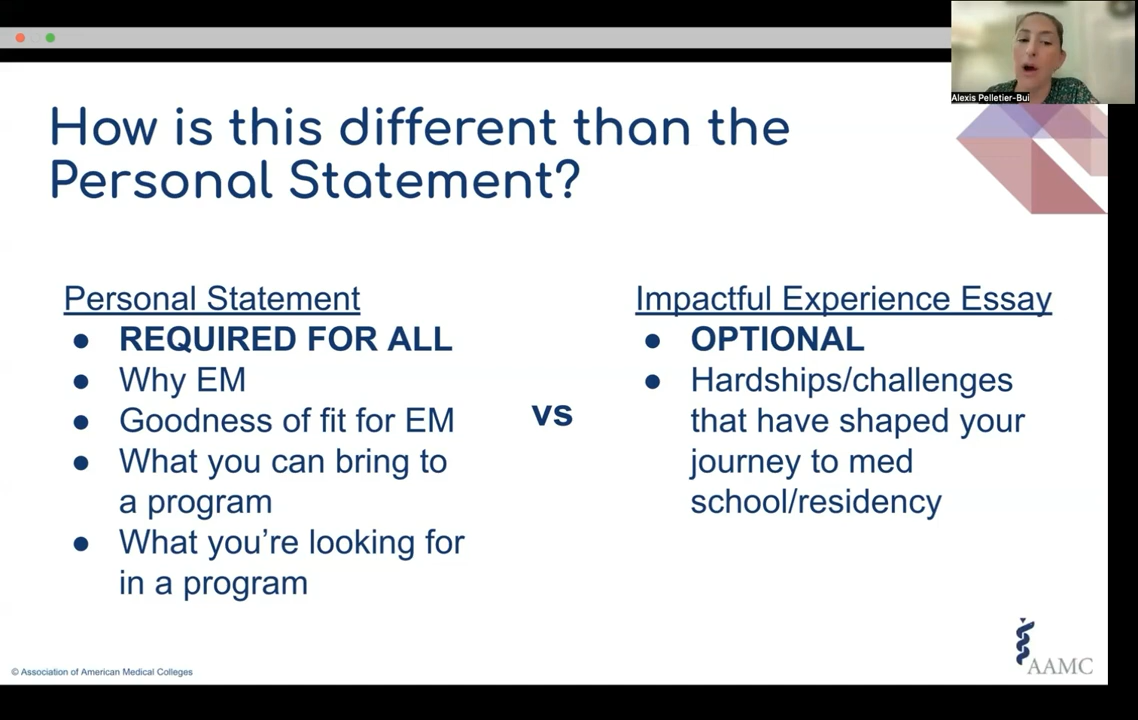 Alexis Pelletier-Bui
How is this different than the
Personal Statement?
Personal Statement
● REQUIRED FOR ALL
● Why EM
● Goodness of fit for EM
● What you can bring to
a program
● What you’re looking for
in a program
vs
Impactful Experience Essay
● OPTIONAL
● Hardships/challenges
that have shaped your
journey to med
school/residency
© Association of American Medical Colleges
AAMC